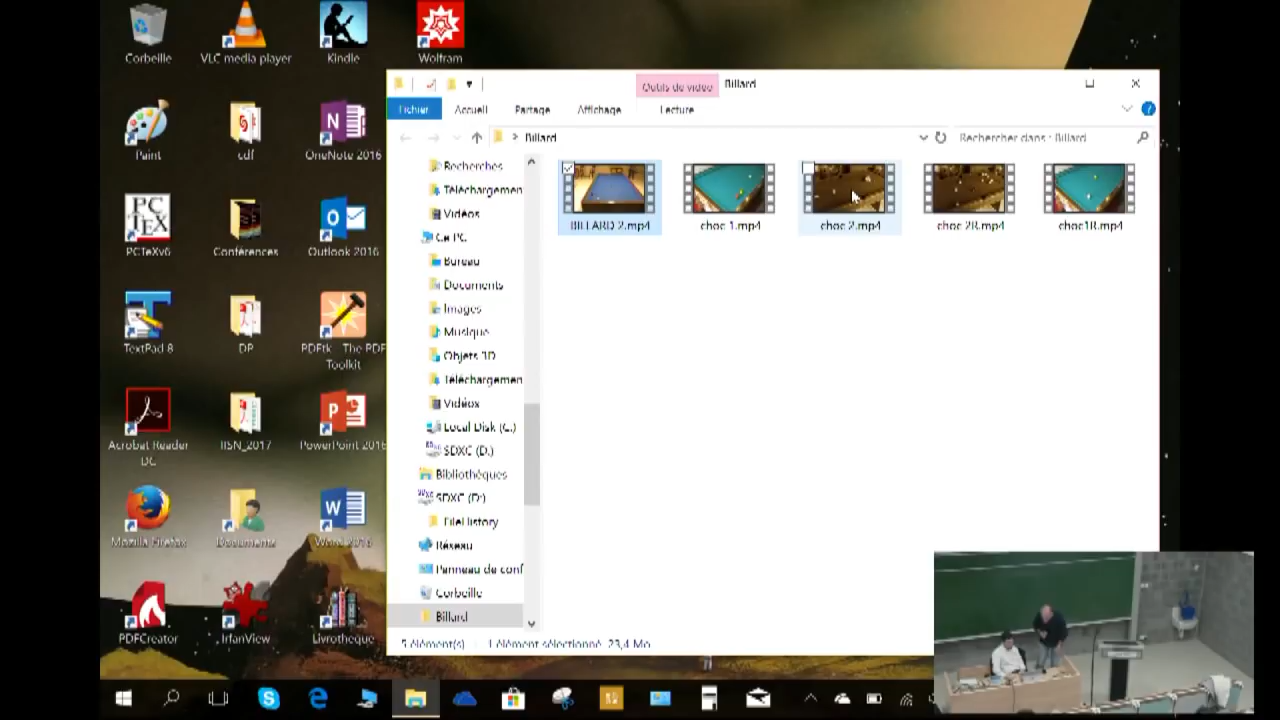 Corbeille
VLC media player
Kindle
Wolfram
Paint
cdf
OneNote 2016
PCTeXv6
Conférences
Outlook 2016
TextPad 8
DP
PDFtk - The PDF
Toolkit
Acrobat Reader
DC
IISN_2017
PowerPoint 2016
Mozilla Firefox
Documents
Word 2016
PDFCreator
IrfanView
Livrothèque
Outils de vidéo
Billard
Fichier
Accueil
Partage
Affichage
Lecture
> Billard
Rechercher dans : Billard
Recherches
Téléchargemen
Vidéos
Ce PC
Bureau
Documents
Images
Musique
Objets 3D
Téléchargemen
Vidéos
Local Disk (C:)
SDXC (D:)
Bibliothèques
SDXC (D:)
FileHistory
Réseau
Panneau de conf
Corbeille
Billard
BILLARD 2.mp4
choc 1.mp4
choc 2.mp4
choc 2R.mp4
choc1R.mp4
5 élément(s)
1 élément sélectionné 23,4 Mo